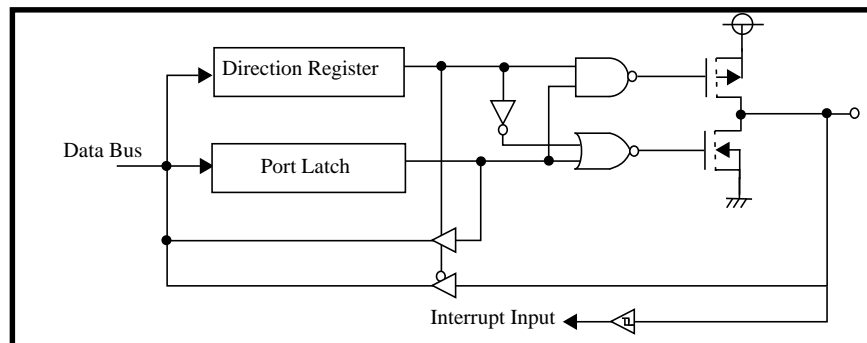 Direction Register
Data Bus
Port Latch
Interrupt Input